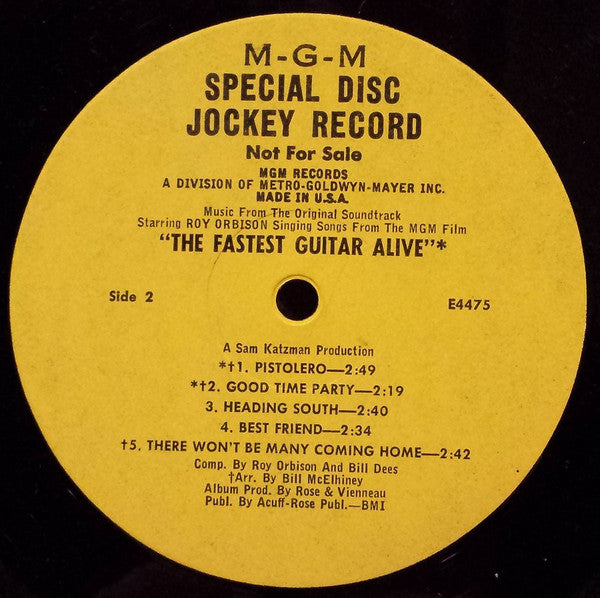 M-G-M
SPECIAL DISC
JOCKEY RECORD
Not For Sale
MGM RECORDS
A DIVISION OF METRO-GOLDWYN-MAYER INC.
MADE IN U.S.A.
Music From The Original Soundtrack
Starring ROY ORBISON Singing Songs From The MGM Film
"THE FASTEST GUITAR ALIVE"*
Side 2 E4475
A Sam Katzman Production
*†1. PISTOLERO—2:49
*†2. GOOD TIME PARTY—2:19
3. HEADING SOUTH—2:40
4. BEST FRIEND—2:34
†5. THERE WON'T BE MANY COMING HOME—2:42
Comp. By Roy Orbison And Bill Dees
†Arr. By Bill McElhiney
Album Prod. By Rose & Vienneau
Publ. By Acuff-Rose Publ.—BMI